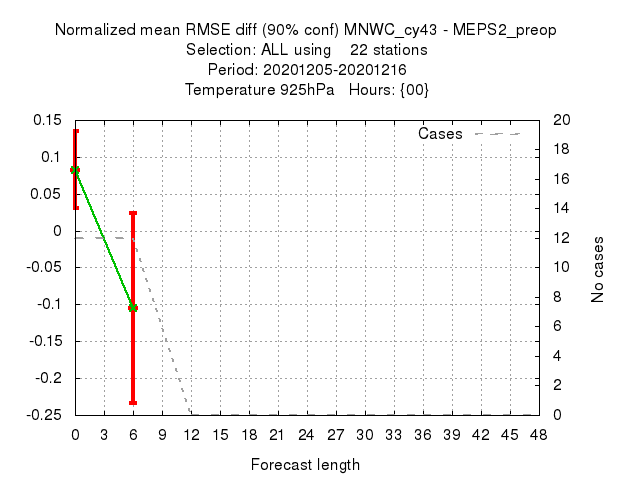 Normalized mean RMSE diff (90% conf) MNWC_cy43 - MEPS2_preop
Selection: ALL using    22 stations
Period: 20201205-20201216
Temperature 925hPa   Hours: {00}
Cases
0.15
0.1
0.05
0
-0.05
-0.1
-0.15
-0.2
-0.25
20
18
16
14
12
10
8
6
4
2
0
No cases
0 3 6 9 12 15 18 21 24 27 30 33 36 39 42 45 48
Forecast length